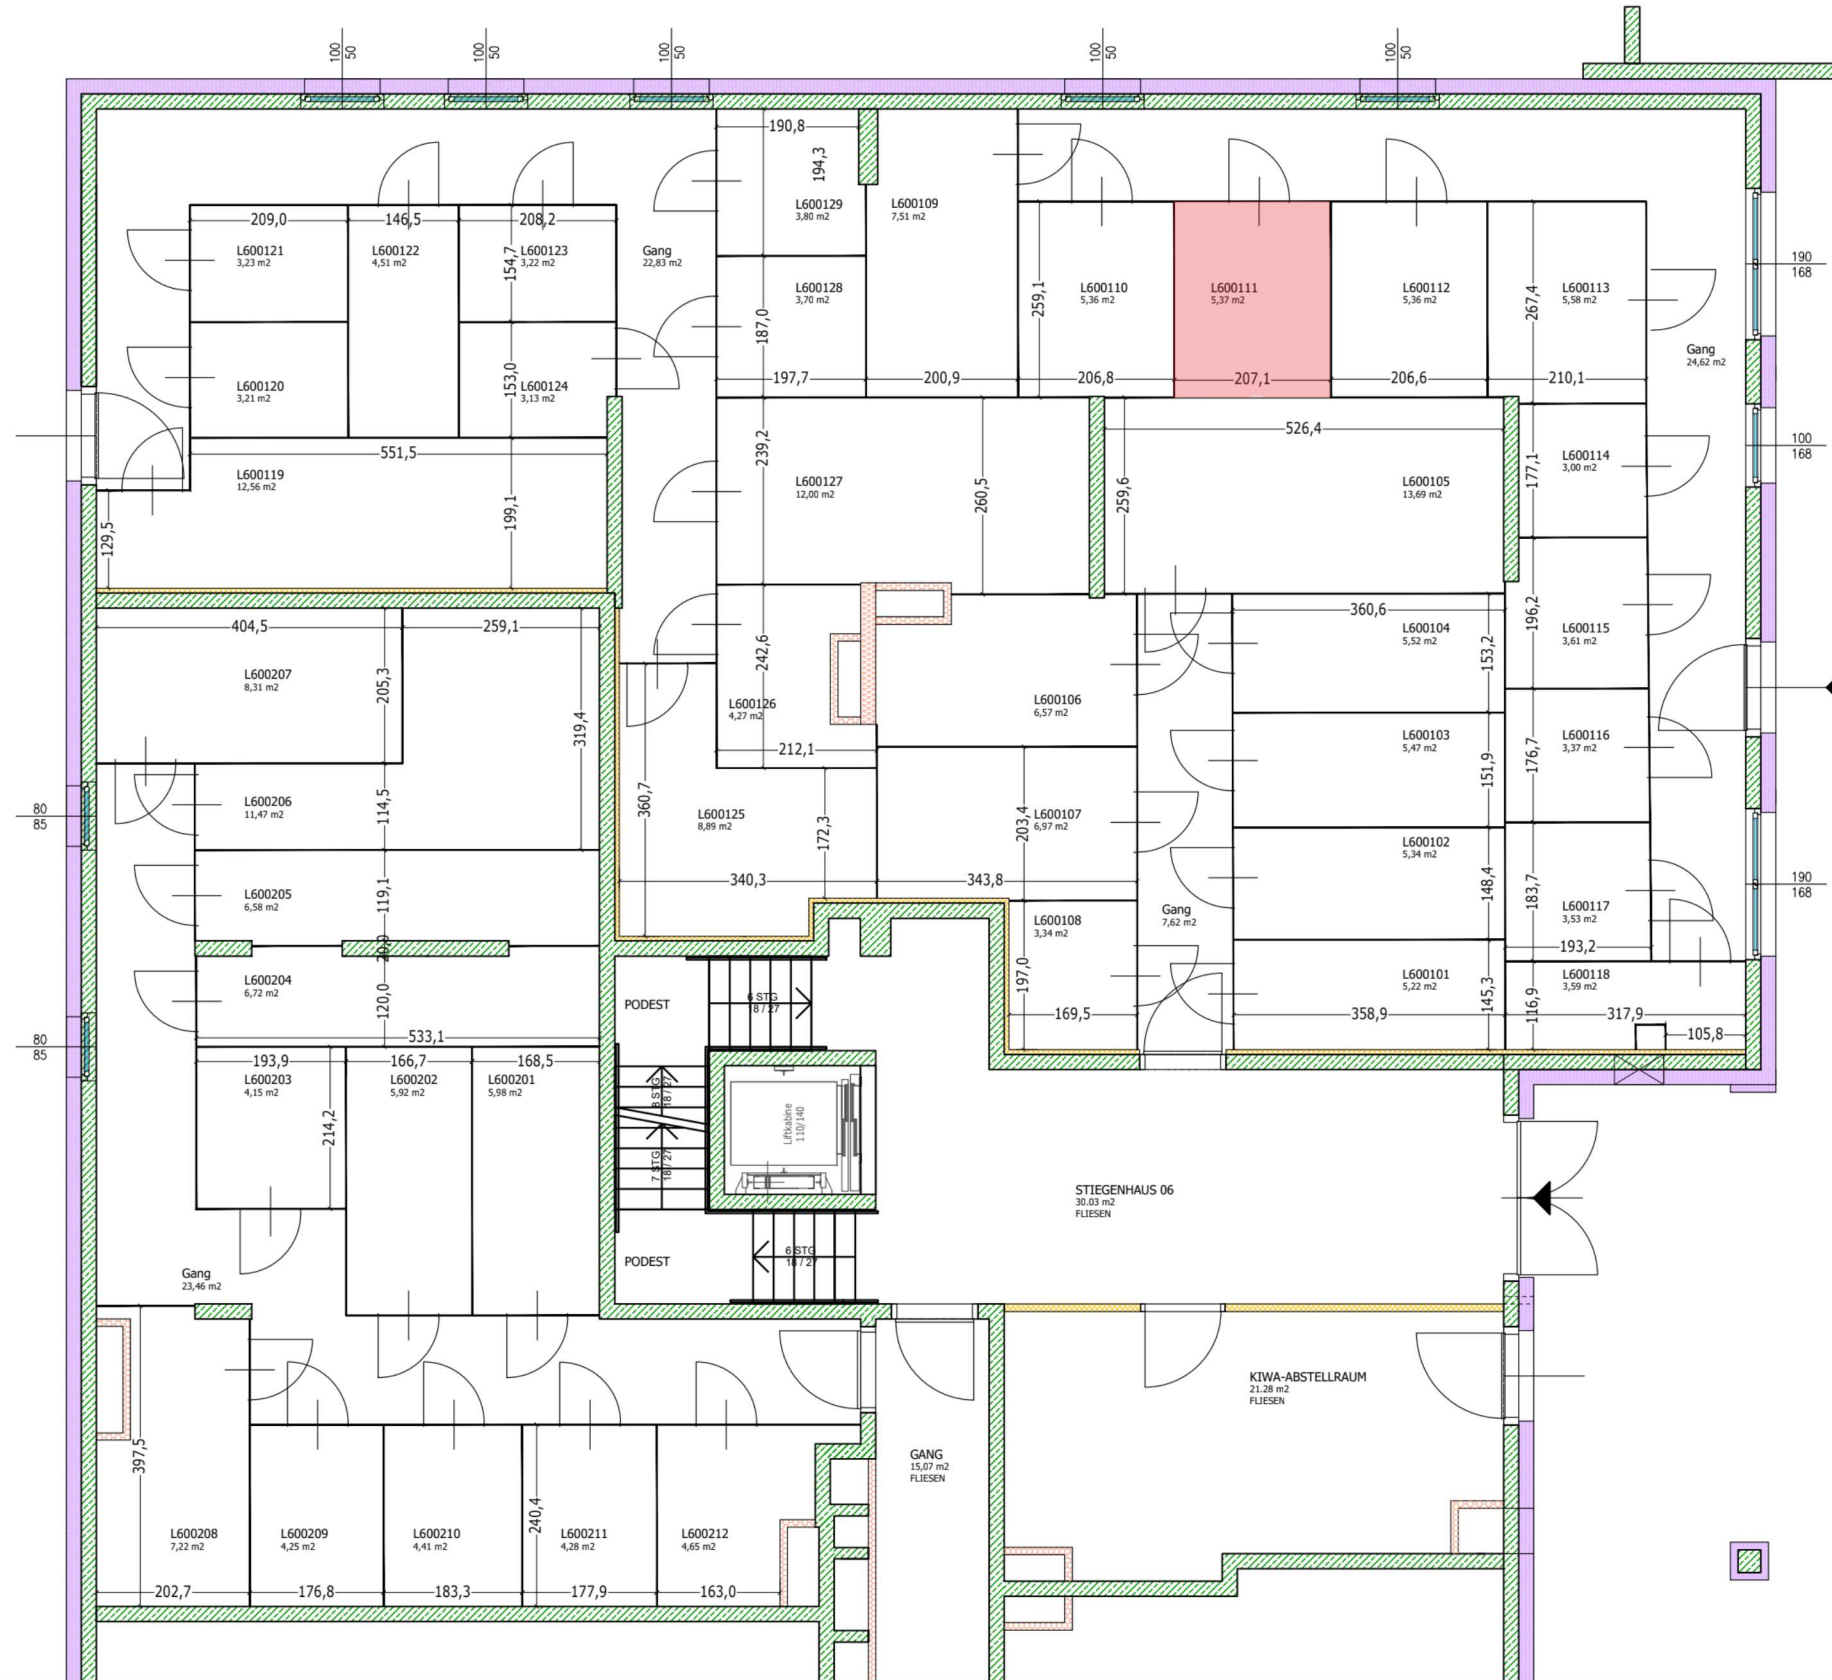 100
50
100
50
100
50
100
50
100
50
190,8
194,3
L600129
3,80 m2
L600109
7,51 m2
209,0
146,5
208,2
L600121
3,23 m2
L600122
4,51 m2
154,7
L600123
3,22 m2
Gang
22,83 m2
L600128
3,70 m2
187,0
259,1
L600110
5,36 m2
L600111
5,37 m2
L600112
5,36 m2
267,4
L600113
5,58 m2
190
168
Gang
24,62 m2
L600120
3,21 m2
153,0
L600124
3,13 m2
197,7
200,9
206,8
207,1
206,6
210,1
551,5
239,2
526,4
100
168
L600119
12,56 m2
L600127
12,00 m2
260,5
259,6
L600105
13,69 m2
177,1
L600114
3,00 m2
129,5
199,1
404,5
259,1
360,6
L600104
5,52 m2
153,2
196,2
L600115
3,61 m2
242,6
L600207
8,31 m2
205,3
319,4
L600126
4,27 m2
L600106
6,57 m2
L600103
5,47 m2
151,9
176,7
L600116
3,37 m2
212,1
80
85
L600206
11,47 m2
114,5
360,7
L600125
8,89 m2
172,3
203,4
L600107
6,97 m2
L600102
5,34 m2
148,4
340,3
343,8
190
168
L600205
6,58 m2
119,1
20,9
L600108
3,34 m2
Gang
7,62 m2
183,7
L600117
3,53 m2
193,2
L600204
6,72 m2
120,0
197,0
L600101
5,22 m2
145,3
116,9
L600118
3,59 m2
PODEST
6 STG
18 / 27
169,5
358,9
317,9
105,8
533,1
80
85
193,9
166,7
168,5
L600203
4,15 m2
L600202
5,92 m2
L600201
5,98 m2
214,2
8 STG
18 / 27
7 STG
18 / 27
Liftkabine
110/140
STIEGENHAUS 06
30.03 m2
FLIESEN
PODEST
6 STG
18 / 27
Gang
23,46 m2
KIWA-ABSTELLRAUM
21.28 m2
FLIESEN
397,5
GANG
15,07 m2
FLIESEN
L600208
7,22 m2
L600209
4,25 m2
L600210
4,41 m2
240,4
L600211
4,28 m2
L600212
4,65 m2
202,7
176,8
183,3
177,9
163,0